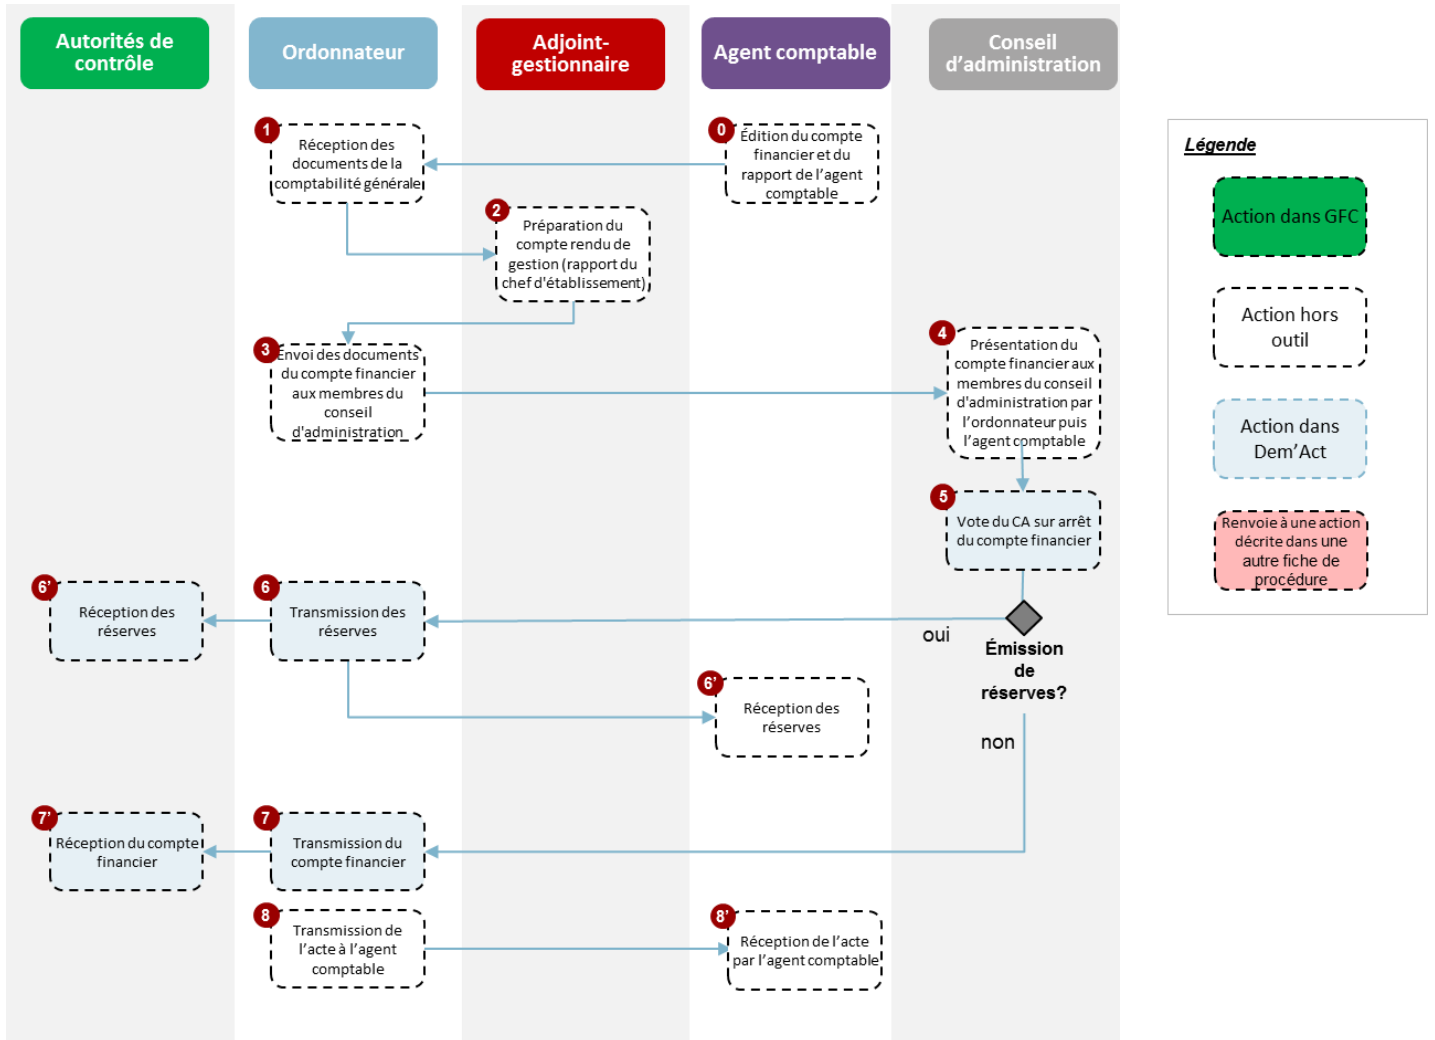 Autorités de
contrôle
Ordonnateur
Adjoint-
gestionnaire
Agent comptable
Conseil
d’administration
1
Réception des
documents de la
comptabilité générale
0
Édition du compte
financier et du
rapport de l’agent
comptable
2
Préparation du
compte rendu de
gestion (rapport du
chef d'établissement)
3
Envoi des documents
du compte financier
aux membres du
conseil
d'administration
4
Présentation du
compte financier aux
membres du conseil
d'administration par
l’ordonnateur puis
l’agent comptable
5
Vote du CA sur arrêt
du compte financier
6’
Réception des
réserves
6
Transmission des
réserves
oui
Émission
de
réserves?
6’
Réception des
réserves
non
7’
Réception du compte
financier
7
Transmission du
compte financier
8
Transmission de
l’acte à l’agent
comptable
8’
Réception de l’acte
par l’agent comptable
Légende
Action dans GFC
Action hors
outil
Action dans
Dem’Act
Renvoie à une action
décrite dans une
autre fiche de
procédure